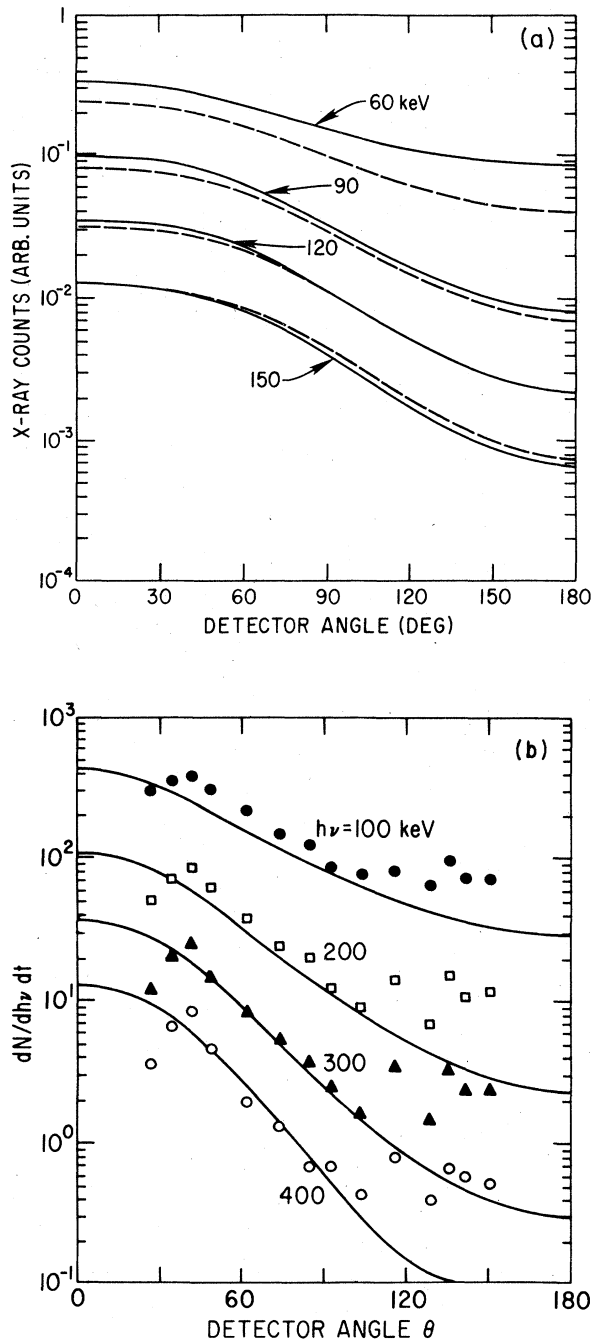 (a)
1
10⁻¹
10⁻²
10⁻³
10⁻⁴
X-RAY COUNTS (ARB. UNITS)
60 keV
90
120
150
0 30 60 90 120 150 180
DETECTOR ANGLE (DEG)
(b)
10³
10²
10¹
10⁰
10⁻¹
dN/dhν dt
hν=100 keV
200
300
400
0 60 120 180
DETECTOR ANGLE θ